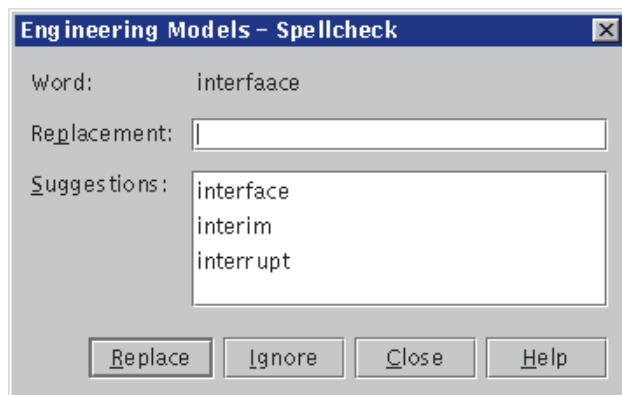 Engineering Models – Spellcheck
Word: interfaace
Replacement:
Suggestions: interface
interim
interrupt
Replace Ignore Close Help